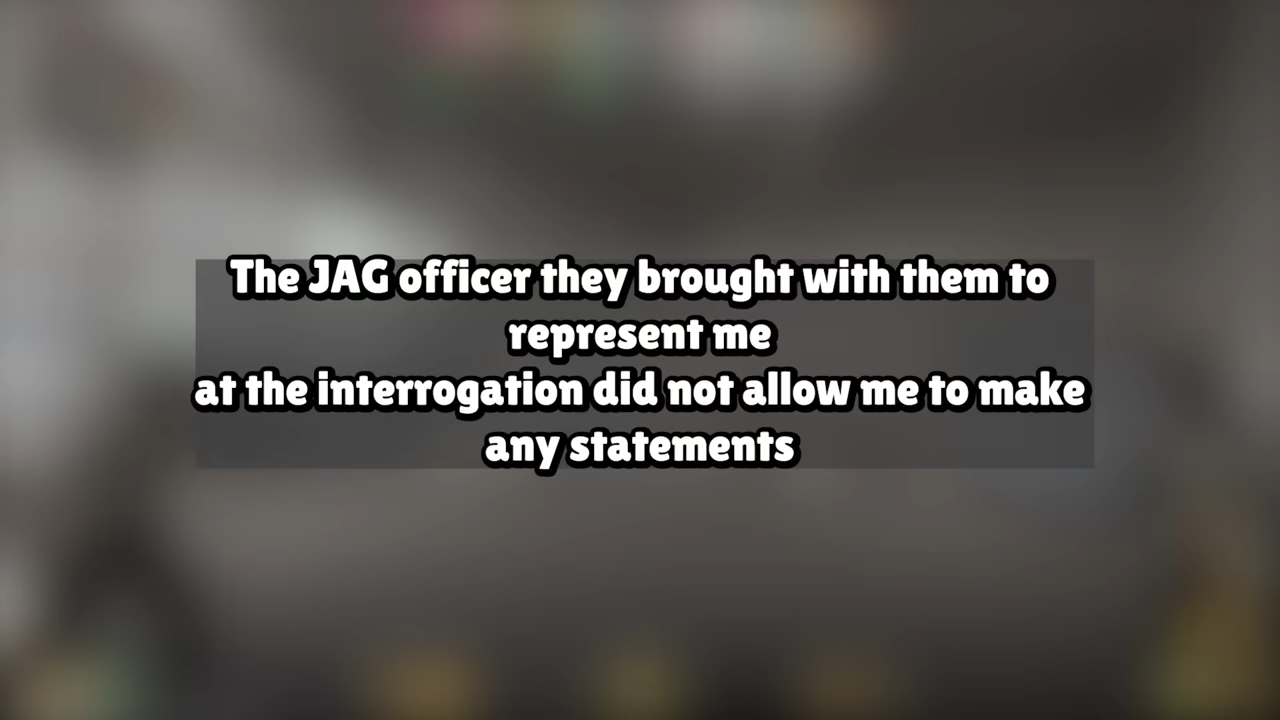 The JAG officer they brought with them to
represent me
at the interrogation did not allow me to make
any statements